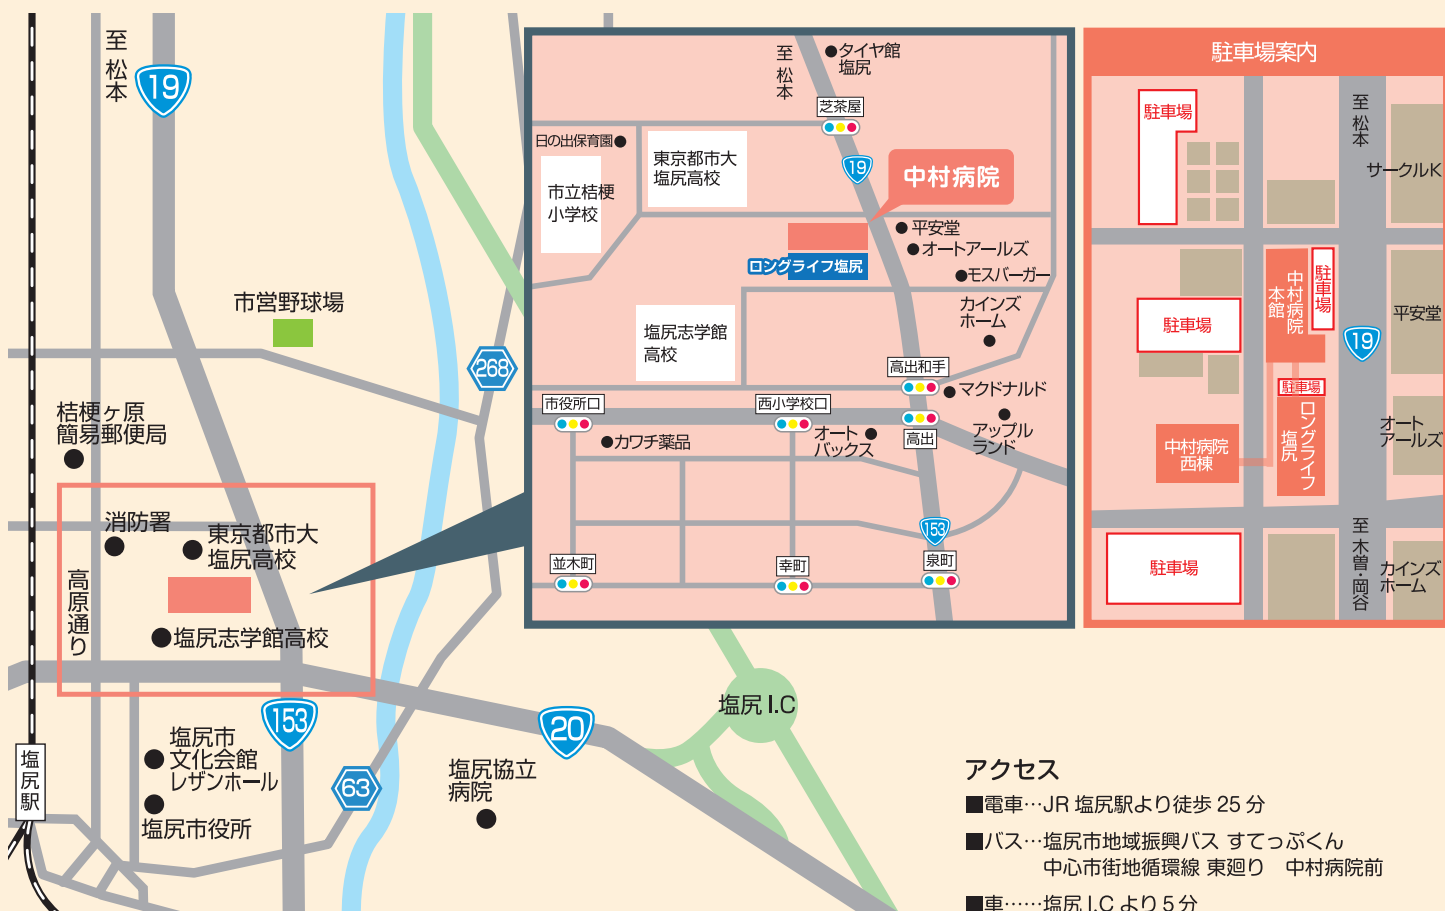 至 松本
19
市営野球場
268
桔梗ヶ原
簡易郵便局
消防署
東京都市大
塩尻高校
高原通り
塩尻志学館高校
153
20
塩尻市
文化会館
レザンホール
塩尻市役所
63
塩尻協立
病院
塩尻駅
塩尻 I.C
至 松本
タイヤ館
塩尻
芝茶屋
日の出保育園
東京都市大
塩尻高校
市立桔梗
小学校
19
中村病院
平安堂
オートアールズ
ロングライフ塩尻
モスバーガー
カインズ
ホーム
塩尻志学館
高校
高出和手
マクドナルド
市役所口
西小学校口
高出
アップル
ランド
カワチ薬品
オート
バックス
153
並木町
幸町
泉町
駐車場案内
駐車場
至 松本
サークルK
中村病院
本館
駐車場
駐車場
19
平安堂
駐車場
ロングライフ
塩尻
オート
アールズ
中村病院
西棟
至 木曽・岡谷
駐車場
カインズ
ホーム
アクセス
■電車…JR 塩尻駅より徒歩 25 分
■バス…塩尻市地域振興バス すてっぷくん
中心市街地循環線 東廻り　中村病院前
■車……塩尻 I.C より 5 分